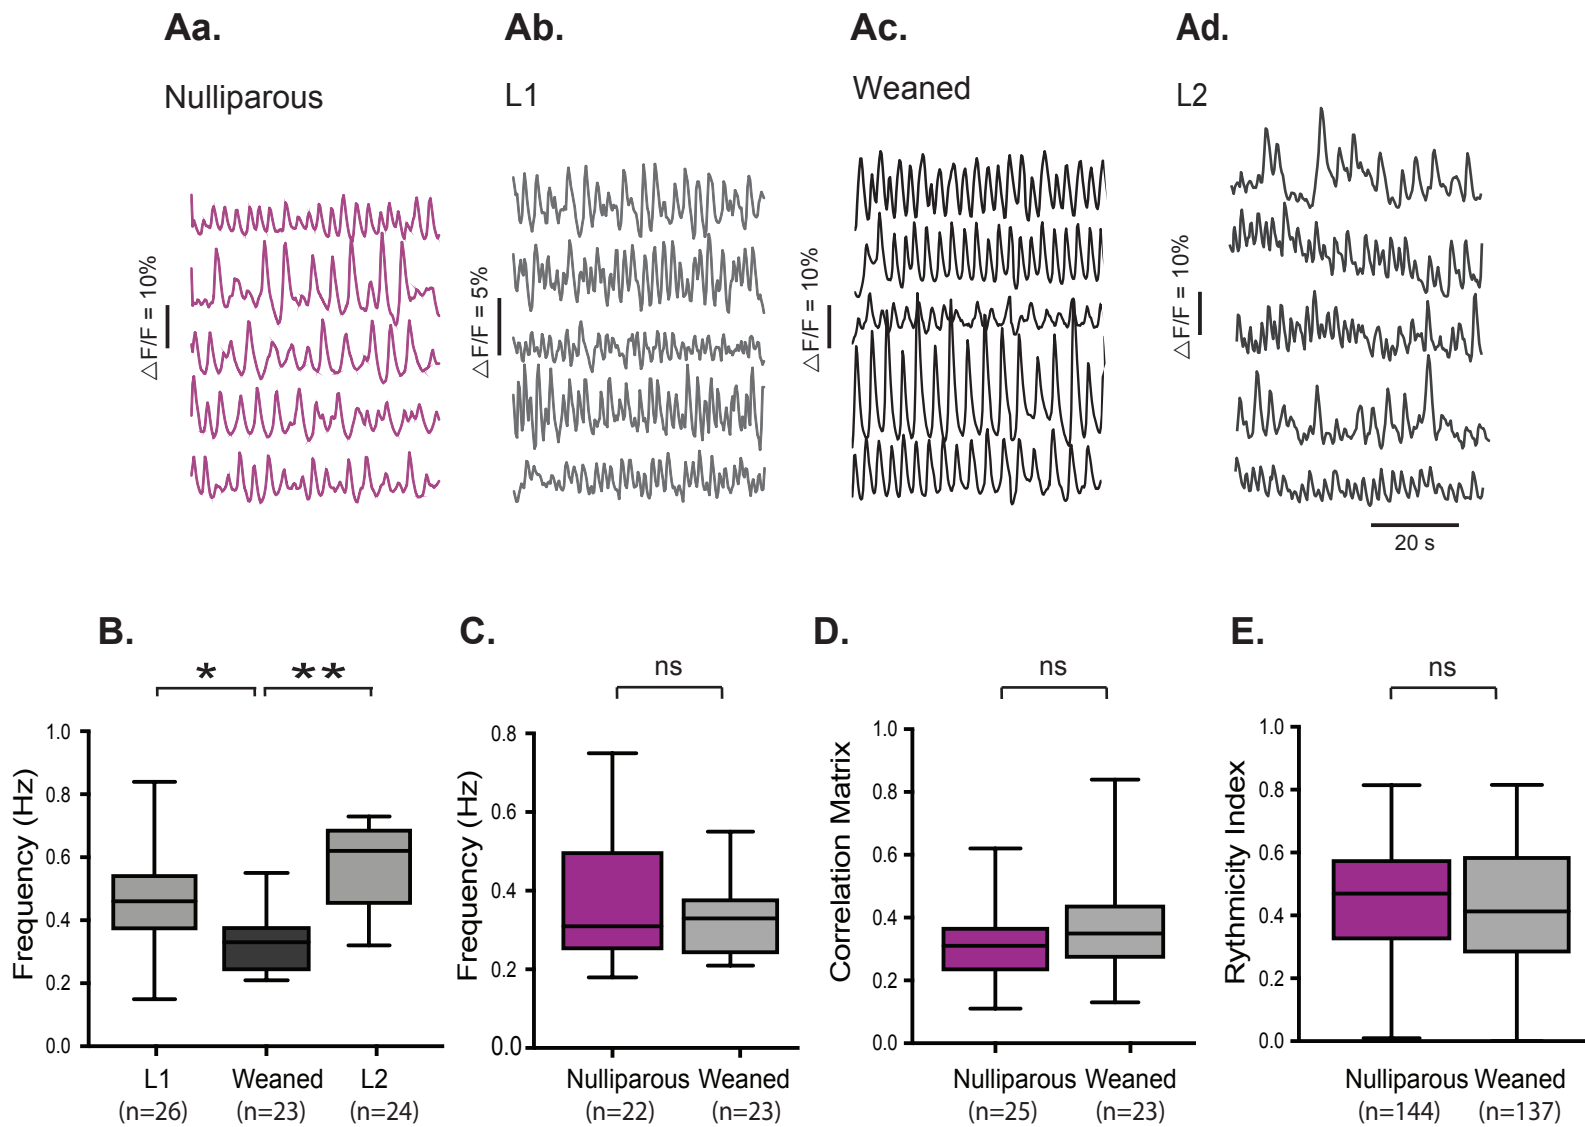 Aa.
Ab.
Ac.
Ad.
Nulliparous
L1
Weaned
L2
△F/F = 10%
△F/F = 5%
△F/F = 10%
△F/F = 10%
20 s
B.
C.
D.
E.
* **
ns
ns
ns
Frequency (Hz)
1.0
0.8
0.6
0.4
0.2
0.0
L1
Weaned
L2
(n=26)
(n=23)
(n=24)
Frequency (Hz)
0.8
0.6
0.4
0.2
0.0
Nulliparous
Weaned
(n=22)
(n=23)
Correlation Matrix
1.0
0.8
0.6
0.4
0.2
0.0
Nulliparous
Weaned
(n=25)
(n=23)
Rythmicity Index
1.0
0.8
0.6
0.4
0.2
0.0
Nulliparous
Weaned
(n=144)
(n=137)